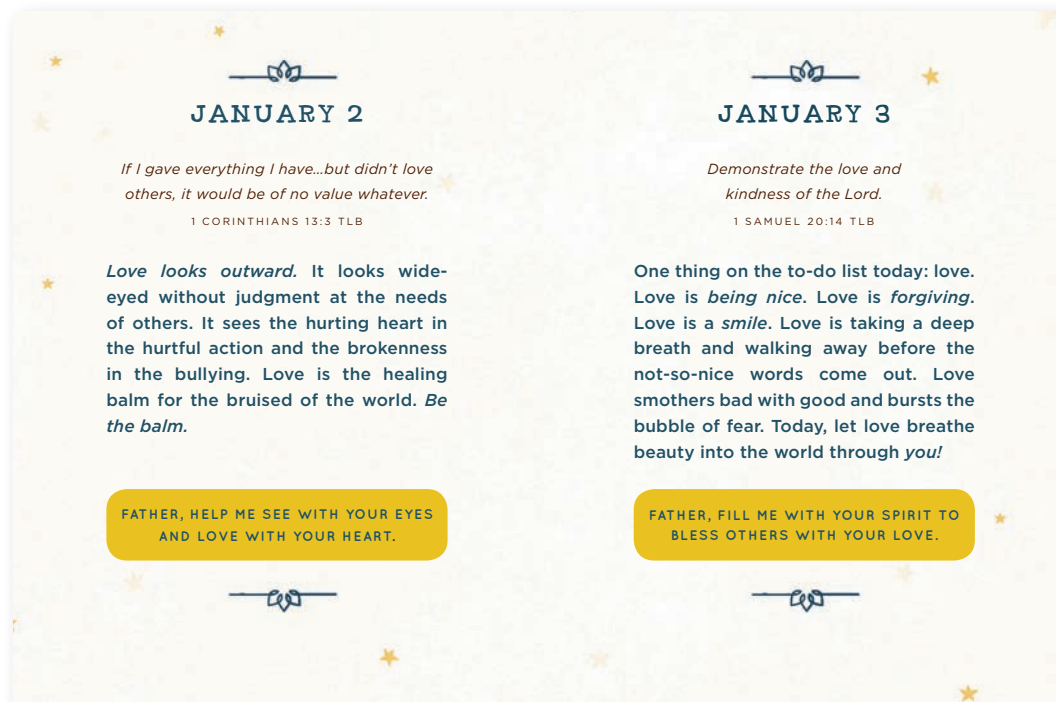 JANUARY 2
If I gave everything I have...but didn't love
others, it would be of no value whatever.
1 CORINTHIANS 13:3 TLB
Love looks outward. It looks wide-
eyed without judgment at the needs
of others. It sees the hurting heart in
the hurtful action and the brokenness
in the bullying. Love is the healing
balm for the bruised of the world. Be
the balm.
FATHER, HELP ME SEE WITH YOUR EYES
AND LOVE WITH YOUR HEART.
JANUARY 3
Demonstrate the love and
kindness of the Lord.
1 SAMUEL 20:14 TLB
One thing on the to-do list today: love.
Love is being nice. Love is forgiving.
Love is a smile. Love is taking a deep
breath and walking away before the
not-so-nice words come out. Love
smothers bad with good and bursts the
bubble of fear. Today, let love breathe
beauty into the world through you!
FATHER, FILL ME WITH YOUR SPIRIT TO
BLESS OTHERS WITH YOUR LOVE.